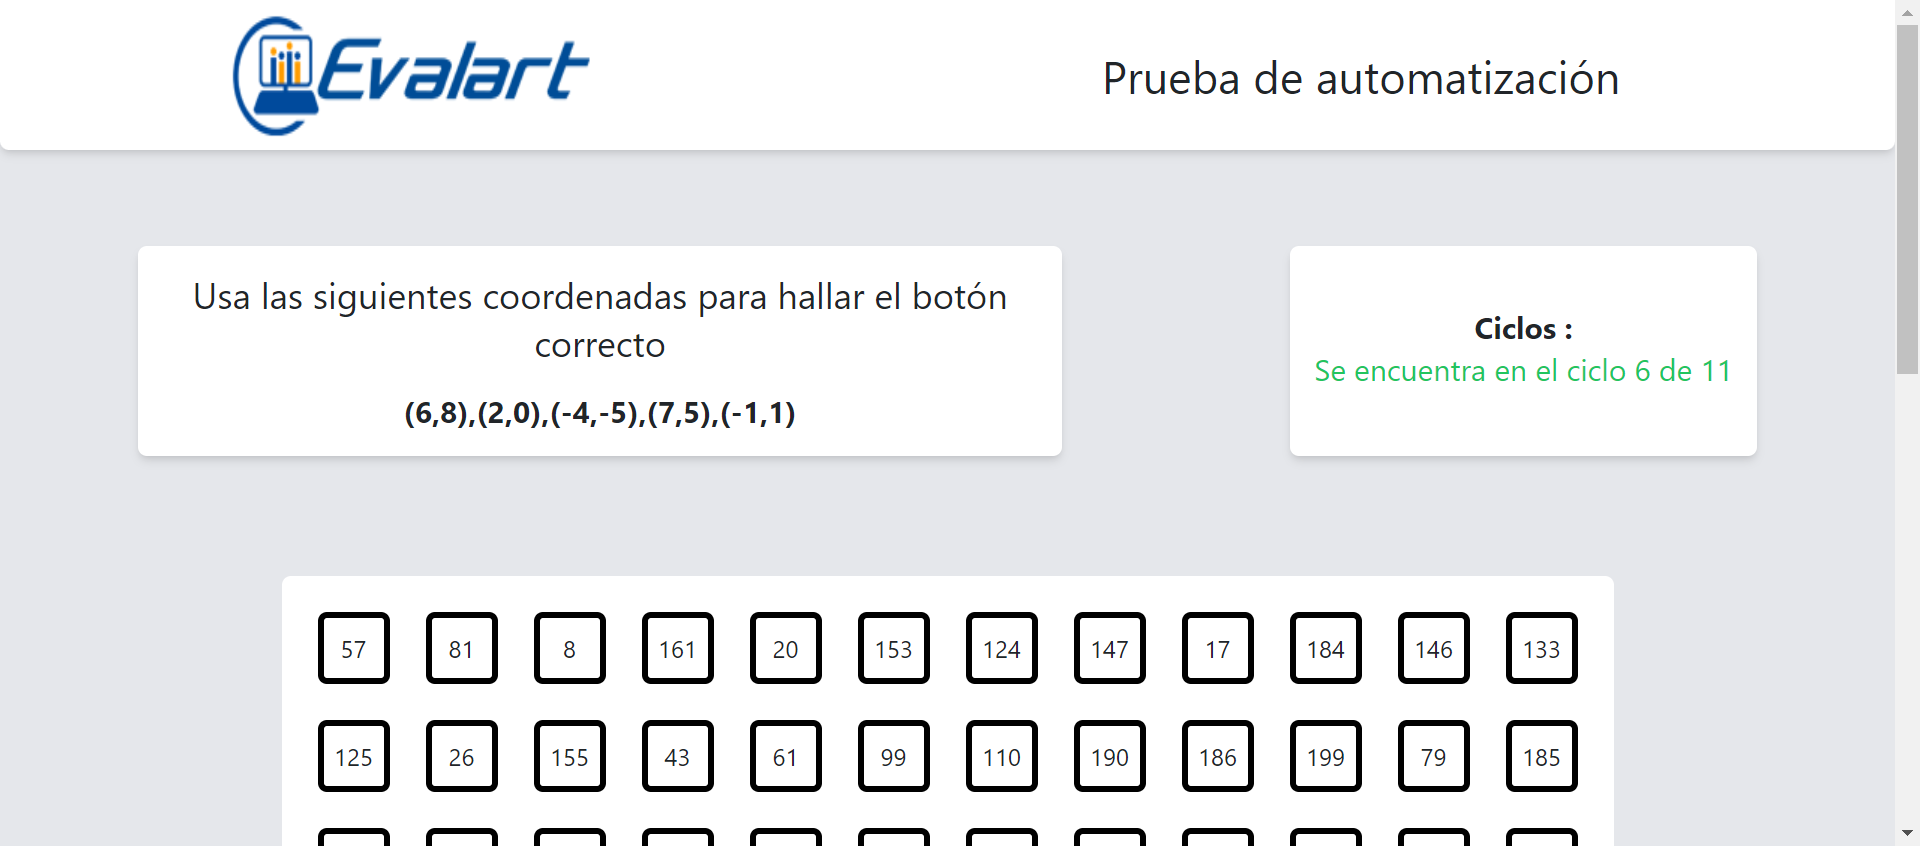 Evalart
Prueba de automatización
Usa las siguientes coordenadas para hallar el botón
correcto
(6,8),(2,0),(-4,-5),(7,5),(-1,1)
Ciclos :
Se encuentra en el ciclo 6 de 11
57 81 8 161 20 153 124 147 17 184 146 133
125 26 155 43 61 99 110 190 186 199 79 185